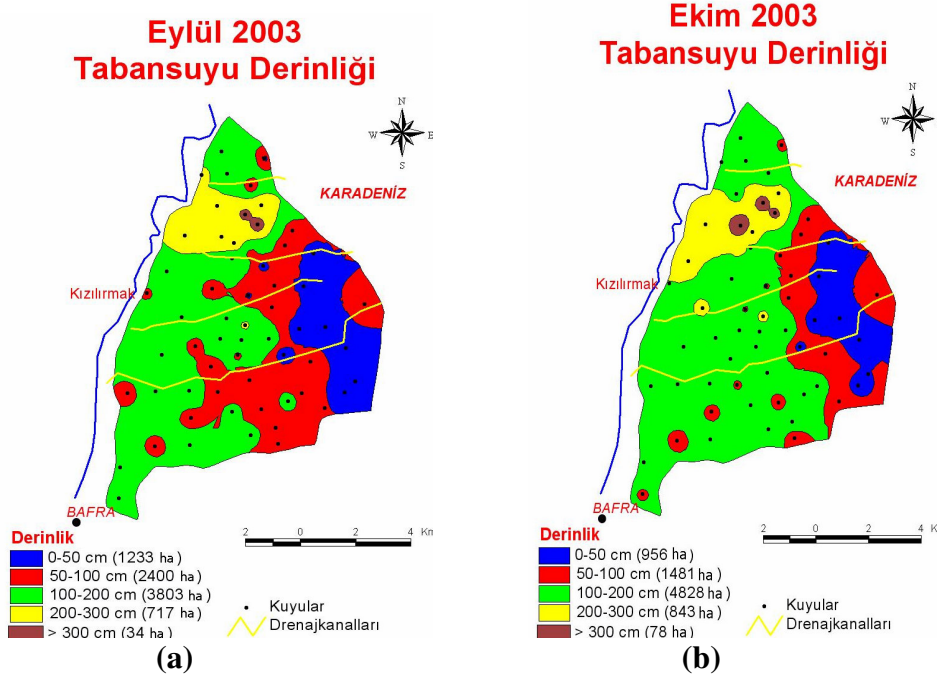 Eylül 2003
Tabansuyu Derinliği
N
W
E
S
KARADENİZ
Kızılırmak
BAFRA
Derinlik
0-50 cm (1233 ha)
50-100 cm (2400 ha)
100-200 cm (3803 ha)
200-300 cm (717 ha)
> 300 cm (34 ha)
2 0 2 4 Km
Kuyular
Drenajkanalları
(a)
Ekim 2003
Tabansuyu Derinliği
N
W
E
S
KARADENİZ
Kızılırmak
BAFRA
Derinlik
0-50 cm (956 ha)
50-100 cm (1481 ha)
100-200 cm (4828 ha)
200-300 cm (843 ha)
> 300 cm (78 ha)
2 0 2 4 Km
Kuyular
Drenajkanalları
(b)